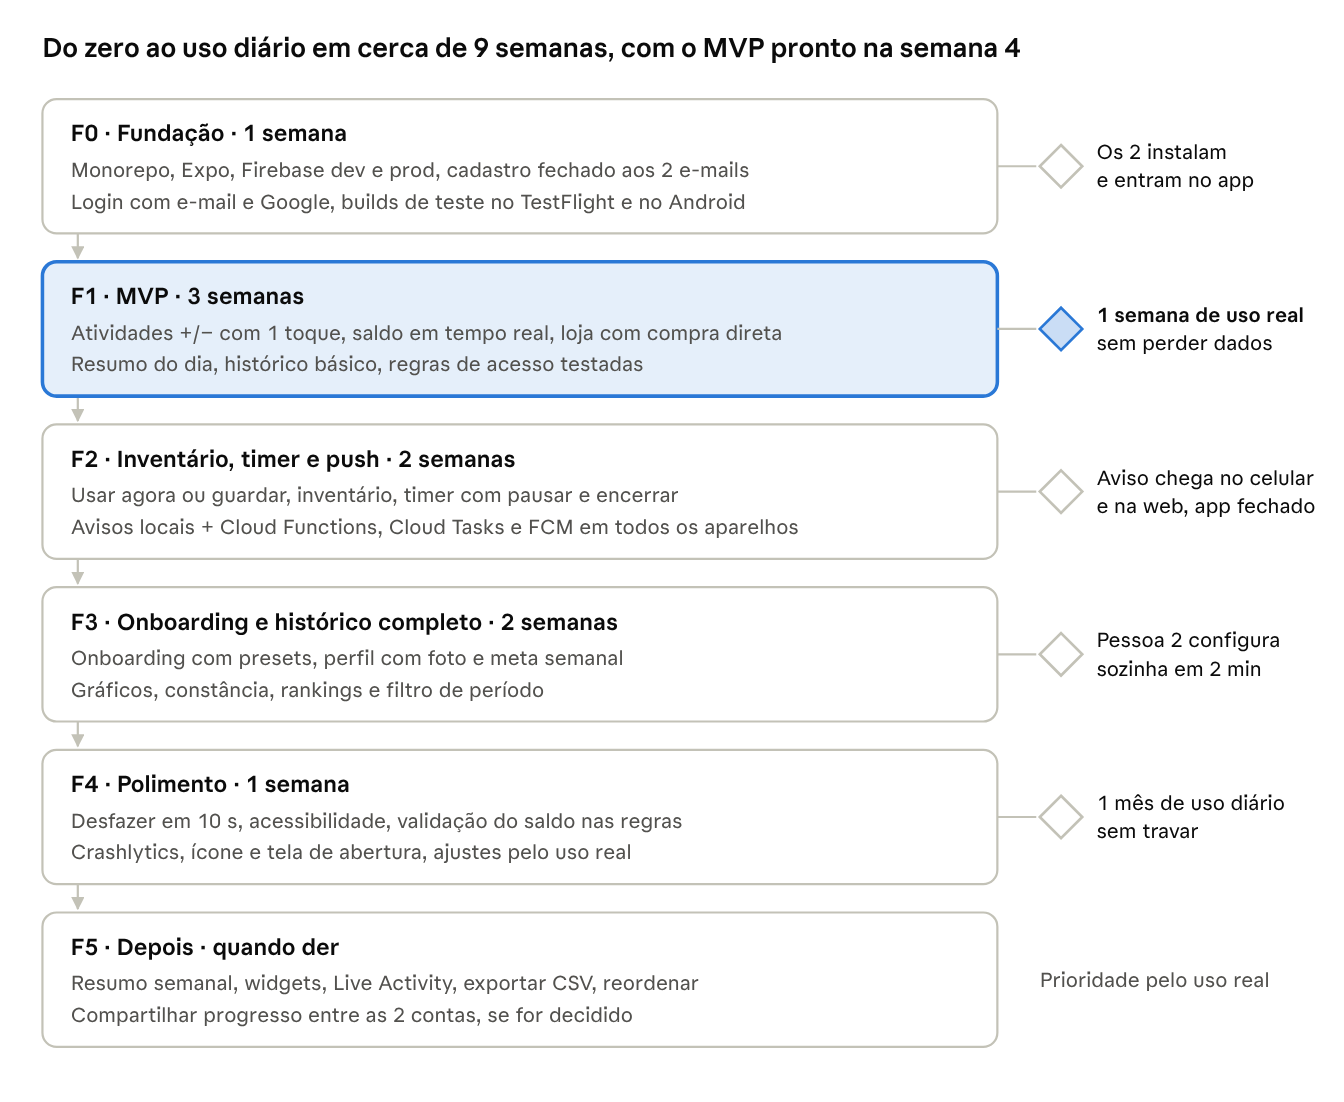 Do zero ao uso diário em cerca de 9 semanas, com o MVP pronto na semana 4
F0 · Fundação · 1 semana
Monorepo, Expo, Firebase dev e prod, cadastro fechado aos 2 e-mails
Login com e-mail e Google, builds de teste no TestFlight e no Android
Os 2 instalam
e entram no app
F1 · MVP · 3 semanas
Atividades +/− com 1 toque, saldo em tempo real, loja com compra direta
Resumo do dia, histórico básico, regras de acesso testadas
1 semana de uso real
sem perder dados
F2 · Inventário, timer e push · 2 semanas
Usar agora ou guardar, inventário, timer com pausar e encerrar
Avisos locais + Cloud Functions, Cloud Tasks e FCM em todos os aparelhos
Aviso chega no celular
e na web, app fechado
F3 · Onboarding e histórico completo · 2 semanas
Onboarding com presets, perfil com foto e meta semanal
Gráficos, constância, rankings e filtro de período
Pessoa 2 configura
sozinha em 2 min
F4 · Polimento · 1 semana
Desfazer em 10 s, acessibilidade, validação do saldo nas regras
Crashlytics, ícone e tela de abertura, ajustes pelo uso real
1 mês de uso diário
sem travar
F5 · Depois · quando der
Resumo semanal, widgets, Live Activity, exportar CSV, reordenar
Compartilhar progresso entre as 2 contas, se for decidido
Prioridade pelo uso real